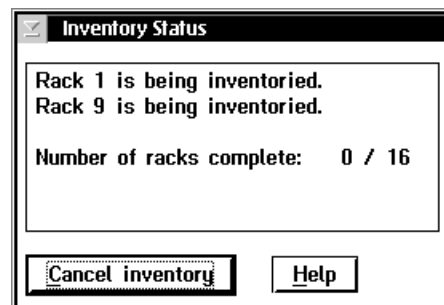 Inventory Status
Rack 1 is being inventoried.
Rack 9 is being inventoried.
Number of racks complete: 0 / 16
Cancel inventory Help